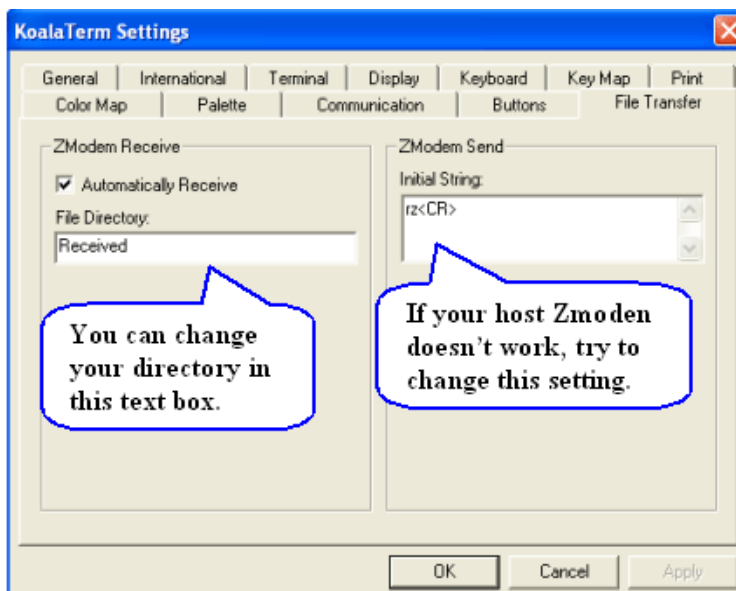 KoalaTerm Settings
General International Terminal Display Keyboard Key Map Print
Color Map Palette Communication Buttons File Transfer
ZModem Receive
Automatically Receive
File Directory:
Received
You can change
your directory in
this text box.
ZModem Send
Initial String:
rz<CR>
If your host Zmoden
doesn't work, try to
change this setting.
OK Cancel Apply